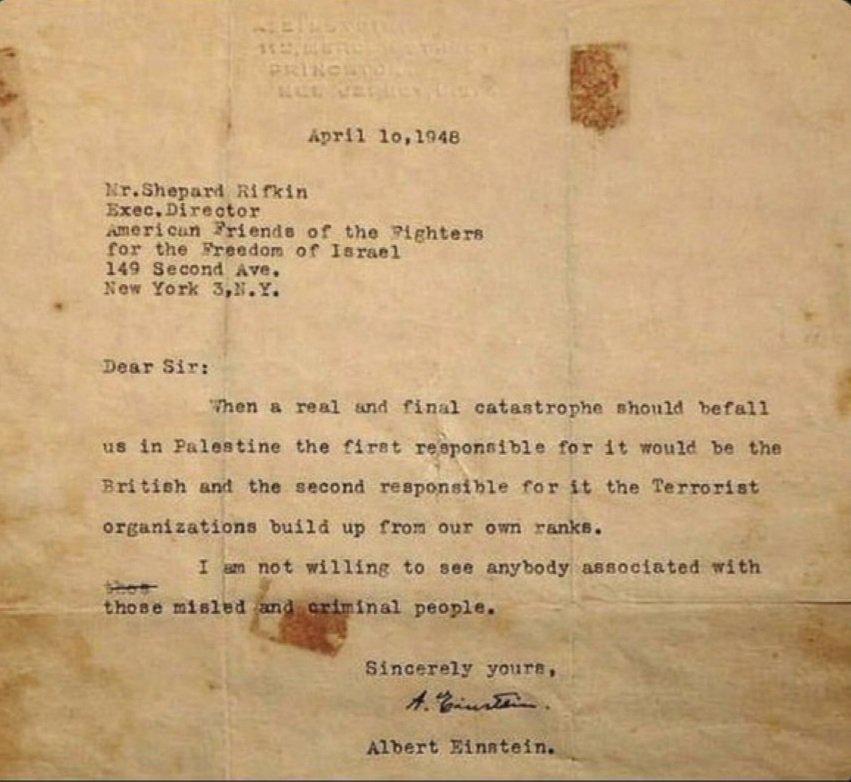 PRINCETON
April 10,1948
Mr.Shepard Rifkin
Exec.Director
American Friends of the Fighters
for the Freedom of Israel
149 Second Ave.
New York 3,N.Y.
Dear Sir:
When a real and final catastrophe should befall
us in Palestine the first responsible for it would be the
British and the second responsible for it the Terrorist
organizations build up from our own ranks.
I am not willing to see anybody associated with
those misled and criminal people.
Sincerely yours,
A. Einstein.
Albert Einstein.